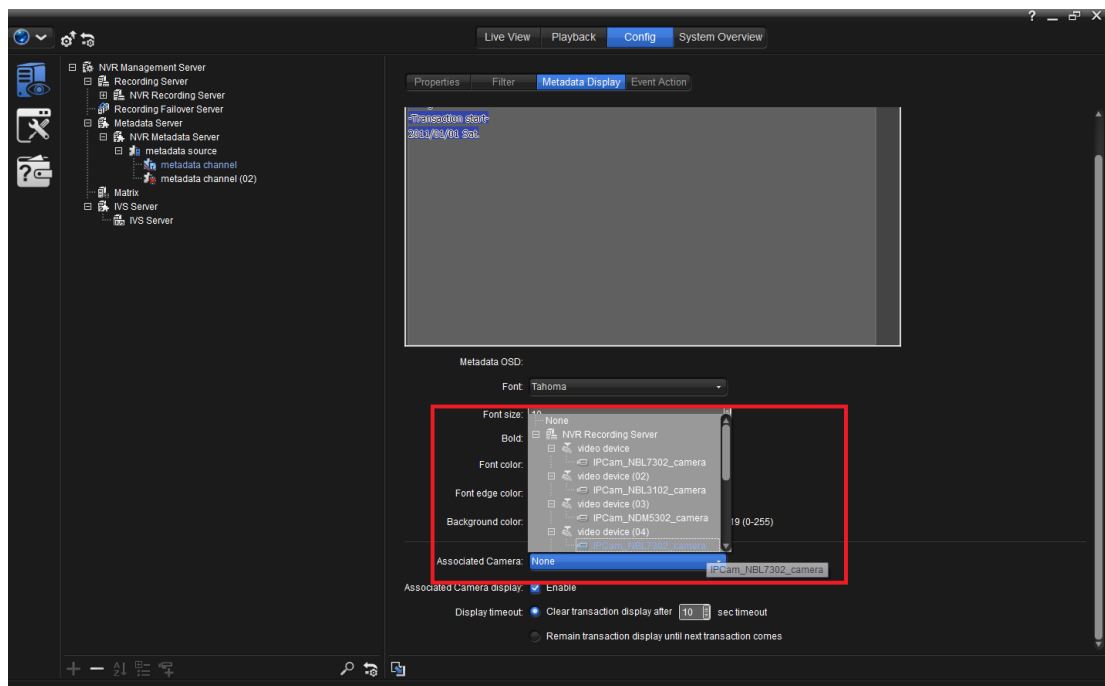 ? _ X
Live View Playback Config System Overview
NVR Management Server
Recording Server
NVR Recording Server
Recording Failover Server
Metadata Server
NVR Metadata Server
metadata source
metadata channel
metadata channel (02)
Matrix
IVS Server
IVS Server
Properties Filter Metadata Display Event Action
-Transaction start-
2011/01/01 Sat.
Metadata OSD:
Font: Tahoma
Font size: 10
None
NVR Recording Server
Bold:
video device
Font color: IPCam_NBL7302_camera
video device (02)
Font edge color: IPCam_NBL3102_camera
video device (03)
Background color: IPCam_NDM5302_camera 19 (0-255)
video device (04)
IPCam_NBL7302_camera
Associated Camera: None
IPCam_NBL7302_camera
Associated Camera display: Enable
Display timeout: Clear transaction display after 10 sec timeout
Remain transaction display until next transaction comes